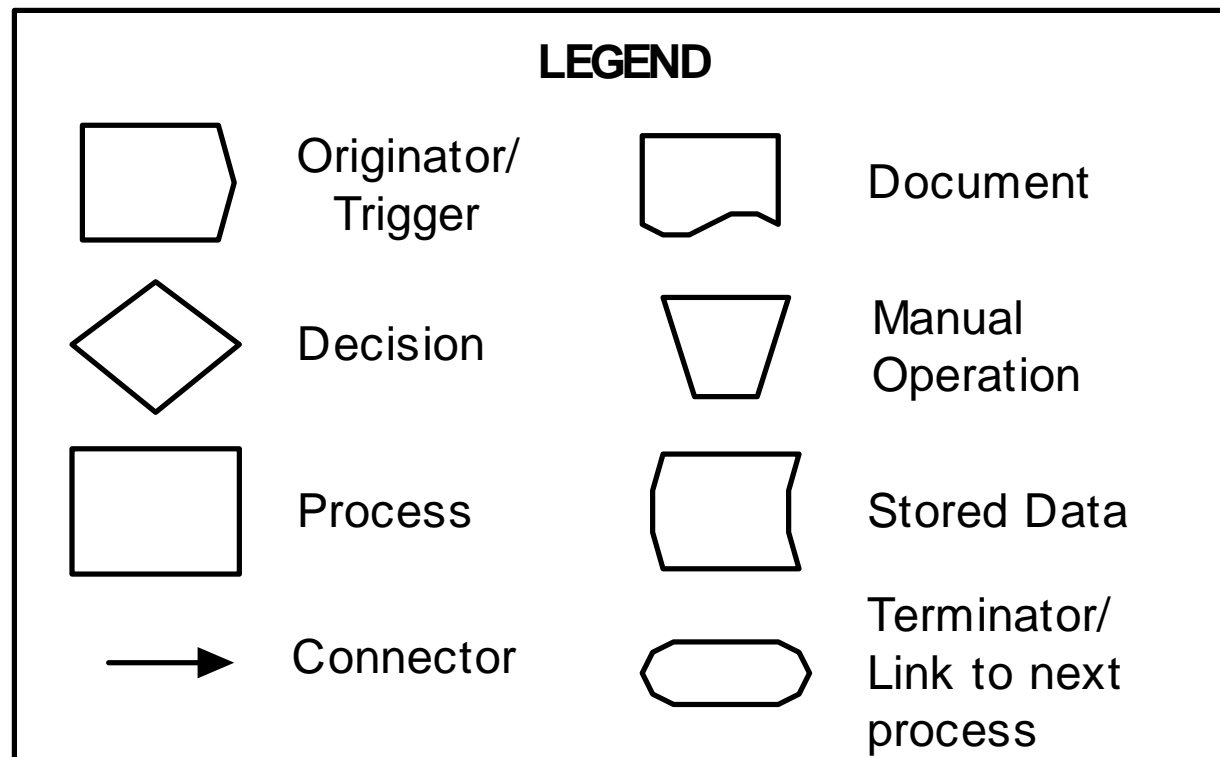 LEGEND
Originator/
Trigger
Document
Decision
Manual
Operation
Process
Stored Data
Connector
Terminator/
Link to next
process